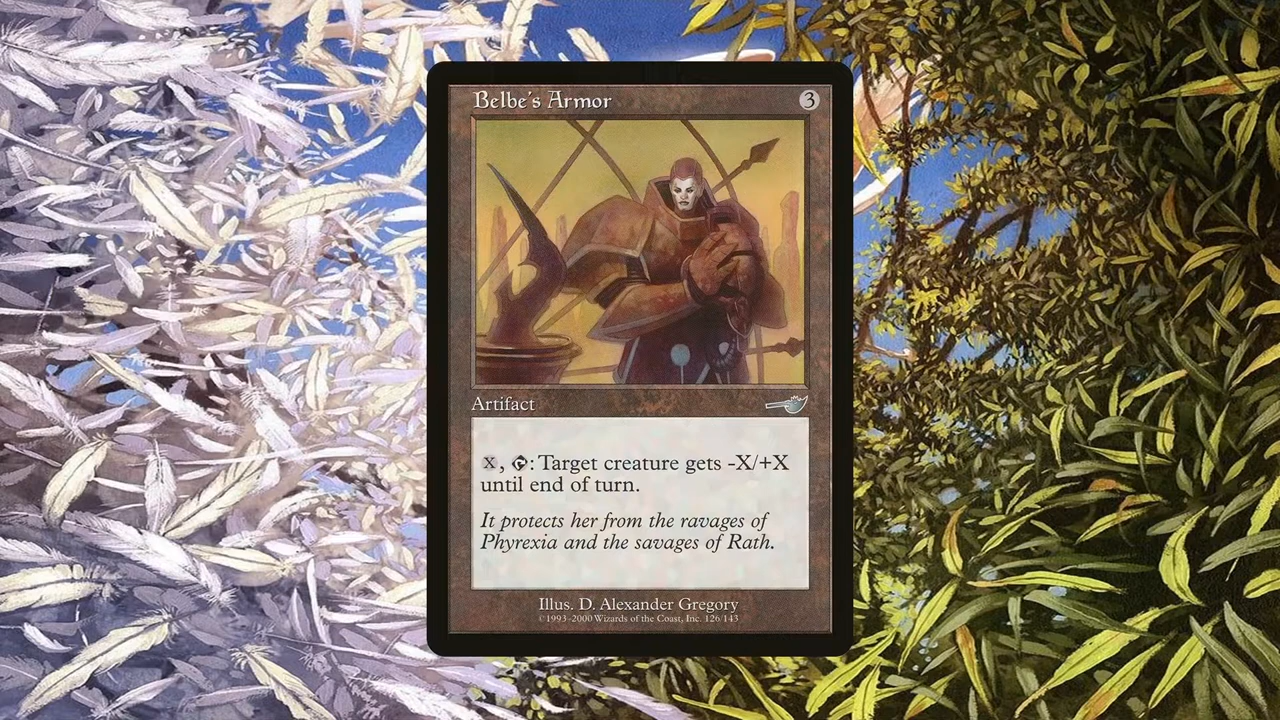 Belbe's Armor 3
Artifact
X, : Target creature gets -X/+X
until end of turn.
It protects her from the ravages of
Phyrexia and the savages of Rath.
Illus. D. Alexander Gregory
©1993-2000 Wizards of the Coast, Inc. 126/143